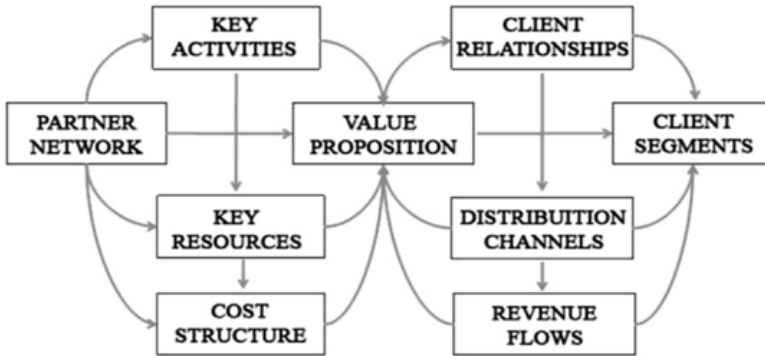 KEY
ACTIVITIES
CLIENT
RELATIONSHIPS
PARTNER
NETWORK
VALUE
PROPOSITION
CLIENT
SEGMENTS
KEY
RESOURCES
DISTRIBUITION
CHANNELS
COST
STRUCTURE
REVENUE
FLOWS